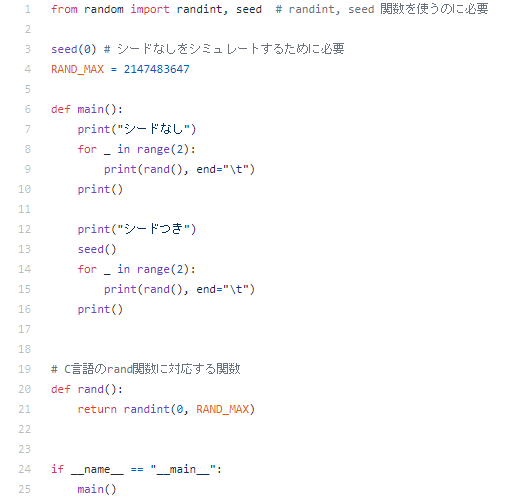 1 from random import randint, seed  # randint, seed 関数を使うのに必要
2
3 seed(0) # シードなしをシミュレートするために必要
4 RAND_MAX = 2147483647
5
6 def main():
7     print("シードなし")
8     for _ in range(2):
9         print(rand(), end="\t")
10     print()
11
12     print("シードつき")
13     seed()
14     for _ in range(2):
15         print(rand(), end="\t")
16     print()
17
18
19 # C言語のrand関数に対応する関数
20 def rand():
21     return randint(0, RAND_MAX)
22
23
24 if __name__ == "__main__":
25     main()